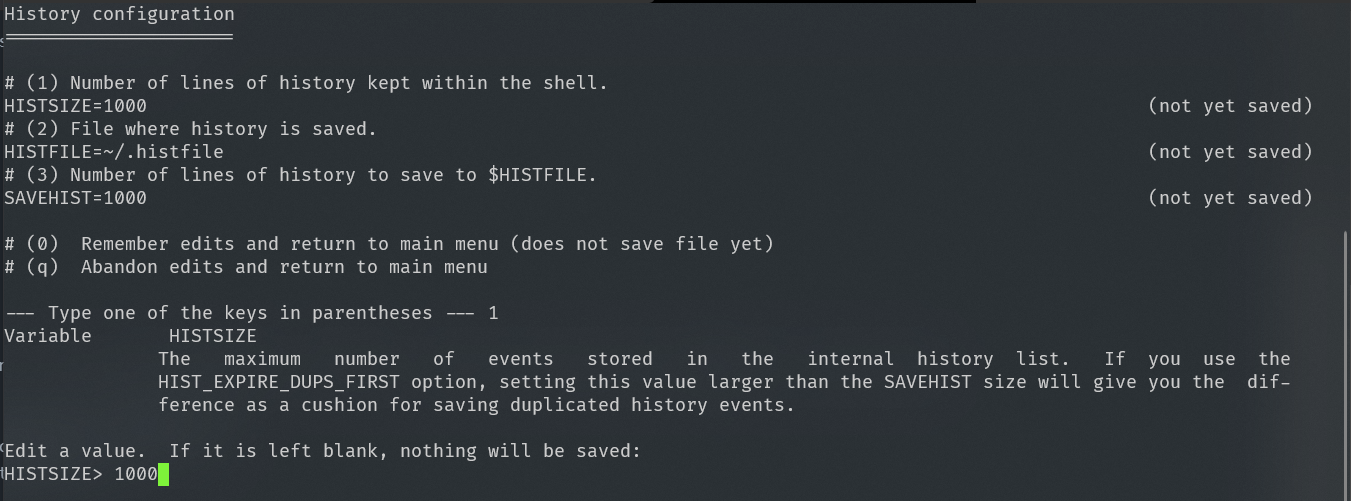 History configuration
=====================
# (1) Number of lines of history kept within the shell.
HISTSIZE=1000 (not yet saved)
# (2) File where history is saved.
HISTFILE=~/.histfile (not yet saved)
# (3) Number of lines of history to save to $HISTFILE.
SAVEHIST=1000 (not yet saved)
# (0)  Remember edits and return to main menu (does not save file yet)
# (q)  Abandon edits and return to main menu
--- Type one of the keys in parentheses --- 1
Variable HISTSIZE
The maximum number of events stored in the internal history list. If you use the
HIST_EXPIRE_DUPS_FIRST option, setting this value larger than the SAVEHIST size will give you the dif-
ference as a cushion for saving duplicated history events.
Edit a value.  If it is left blank, nothing will be saved:
HISTSIZE> 1000